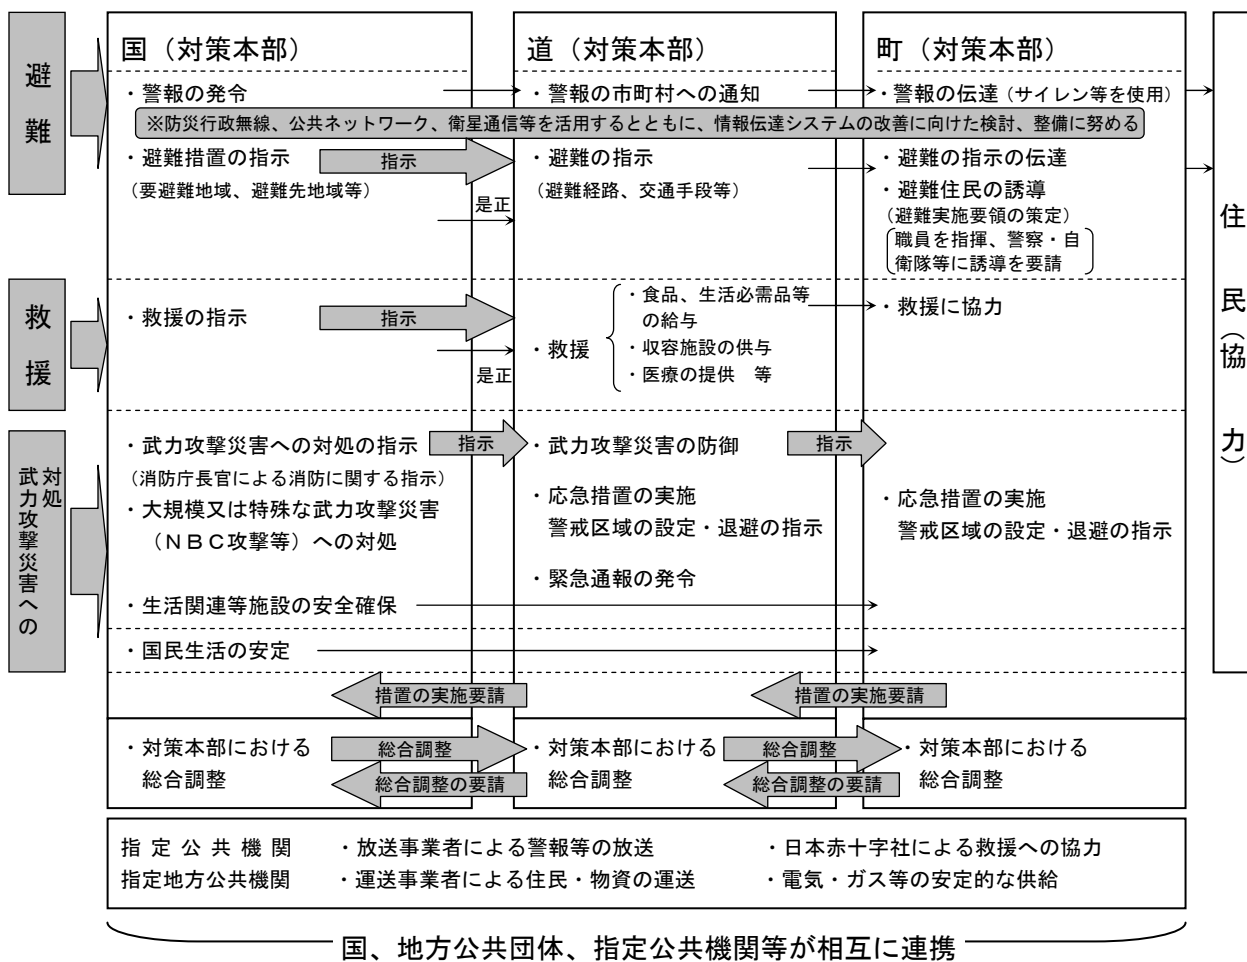 避難
国（対策本部）
道（対策本部）
町（対策本部）
・警報の発令
・警報の市町村への通知
・警報の伝達（サイレン等を使用）
※防災行政無線、公共ネットワーク、衛星通信等を活用するとともに、情報伝達システムの改善に向けた検討、整備に努める
・避難措置の指示
指示
・避難の指示
・避難の指示の伝達
（要避難地域、避難先地域等）
（避難経路、交通手段等）
・避難住民の誘導
是正
（避難実施要領の策定）
職員を指揮、警察・自
衛隊等に誘導を要請
住民（協力）
救援
・救援の指示
指示
是正
・救援
・食品、生活必需品等
の給与
・収容施設の供与
・医療の提供　等
・救援に協力
武力攻撃災害への
対処
・武力攻撃災害への対処の指示
指示
・武力攻撃災害の防御
指示
（消防庁長官による消防に関する指示）
・大規模又は特殊な武力攻撃災害
（ＮＢＣ攻撃等）への対処
・応急措置の実施
警戒区域の設定・退避の指示
・応急措置の実施
警戒区域の設定・退避の指示
・緊急通報の発令
・生活関連等施設の安全確保
・国民生活の安定
措置の実施要請
措置の実施要請
・対策本部における
総合調整
総合調整
総合調整の要請
・対策本部における
総合調整
総合調整
総合調整の要請
・対策本部における
総合調整
指定公共機関
・放送事業者による警報等の放送
・日本赤十字社による救援への協力
指定地方公共機関
・運送事業者による住民・物資の運送
・電気・ガス等の安定的な供給
国、地方公共団体、指定公共機関等が相互に連携